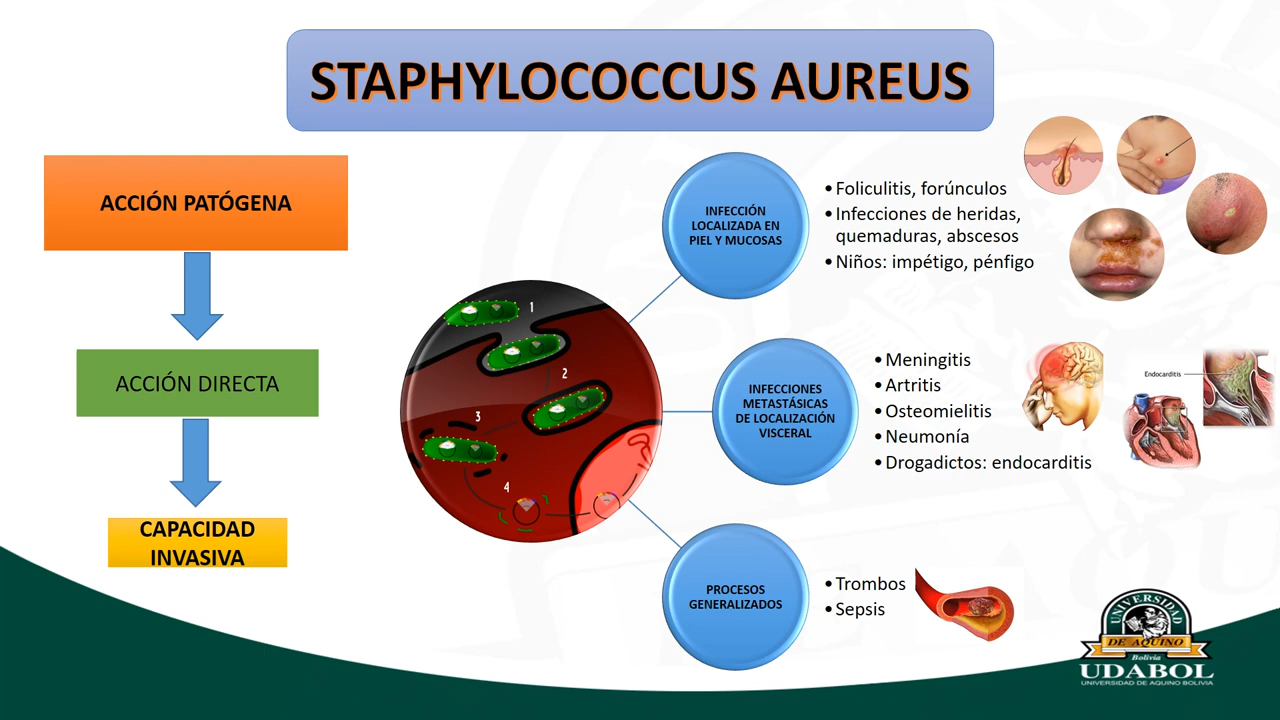 STAPHYLOCOCCUS AUREUS
ACCIÓN PATÓGENA
ACCIÓN DIRECTA
CAPACIDAD
INVASIVA
1
2
3
4
INFECCIÓN
LOCALIZADA EN
PIEL Y MUCOSAS
• Foliculitis, forúnculos
• Infecciones de heridas,
quemaduras, abscesos
• Niños: impétigo, pénfigo
INFECCIONES
METASTÁSICAS
DE LOCALIZACIÓN
VISCERAL
• Meningitis
• Artritis
• Osteomielitis
• Neumonía
• Drogadictos: endocarditis
Endocarditis
PROCESOS
GENERALIZADOS
• Trombos
• Sepsis
UNIVERSIDAD
DE AQUINO
Bolivia
UDABOL
UNIVERSIDAD DE AQUINO BOLIVIA